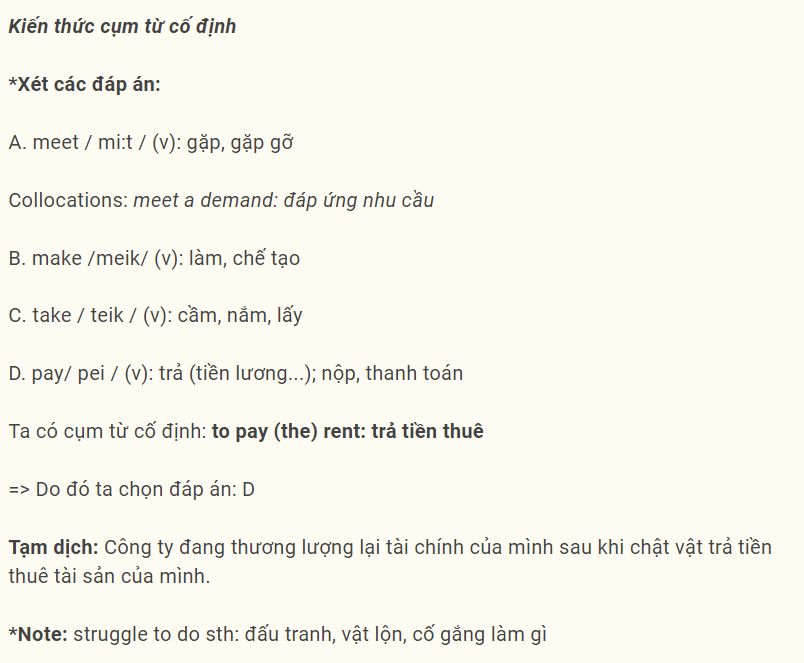 Kiến thức cụm từ cố định
*Xét các đáp án:
A. meet / mi:t / (v): gặp, gặp gỡ
Collocations: meet a demand: đáp ứng nhu cầu
B. make /meik/ (v): làm, chế tạo
C. take / teik / (v): cầm, nắm, lấy
D. pay/ pei / (v): trả (tiền lương...); nộp, thanh toán
Ta có cụm từ cố định: to pay (the) rent: trả tiền thuê
=> Do đó ta chọn đáp án: D
Tạm dịch: Công ty đang thương lượng lại tài chính của mình sau khi chật vật trả tiền
thuê tài sản của mình.
*Note: struggle to do sth: đấu tranh, vật lộn, cố gắng làm gì